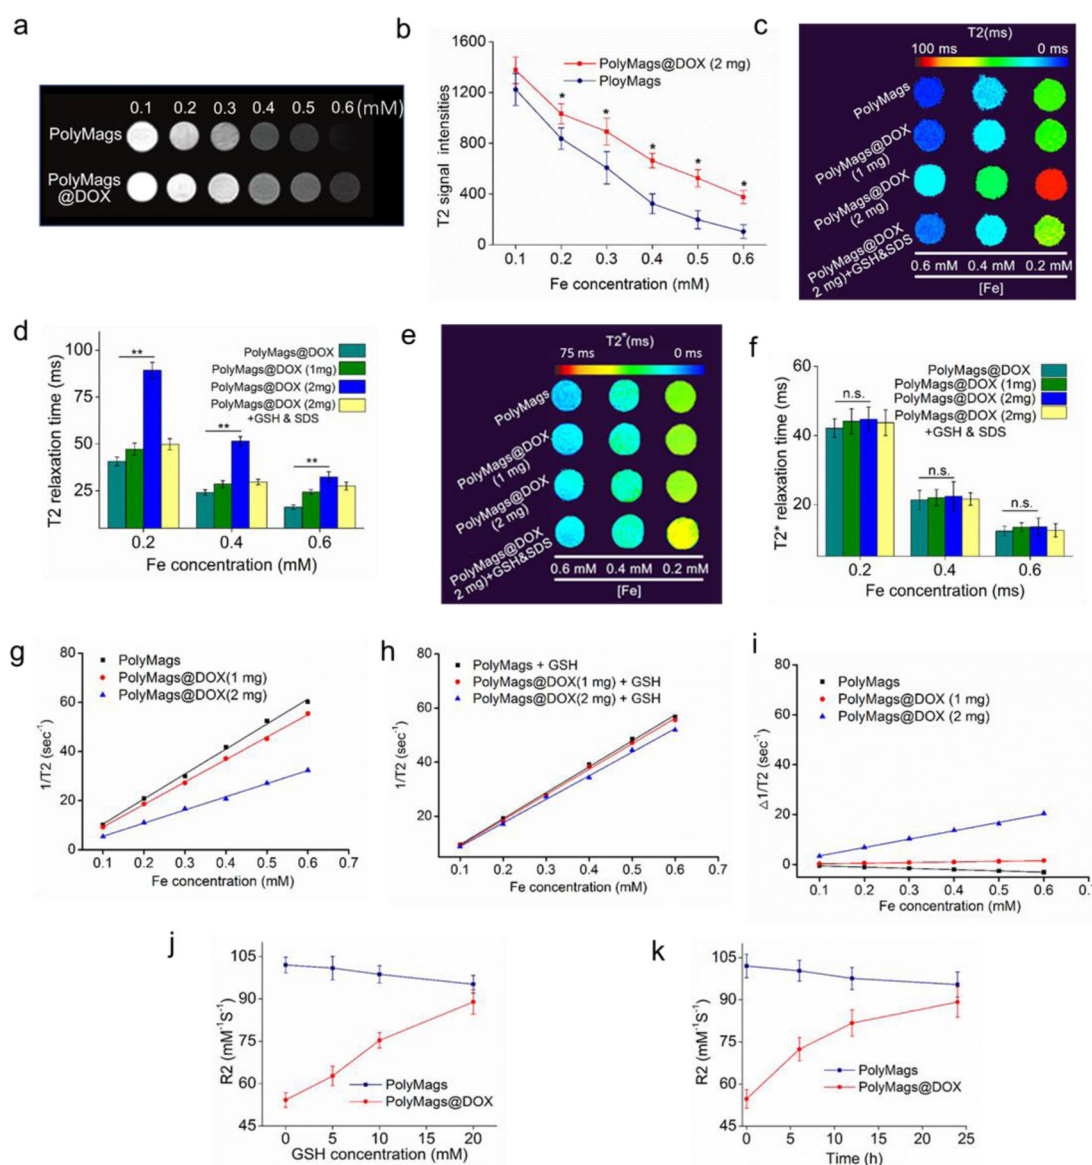 a
0.1 0.2 0.3 0.4 0.5 0.6 (mM)
PolyMags
PolyMags
@DOX
b
1600
1200
800
400
0
T2 signal intensities
PolyMags@DOX (2 mg)
PloyMags
* * * * *
0.1 0.2 0.3 0.4 0.5 0.6
Fe concentration (mM)
c
T2(ms)
100 ms 0 ms
PolyMags
PolyMags@DOX
(1 mg)
PolyMags@DOX
(2 mg)
PolyMags@DOX
2 mg)+GSH&SDS
0.6 mM 0.4 mM 0.2 mM
[Fe]
d
100
75
50
25
T2 relaxation time (ms)
** ** **
PolyMags@DOX
PolyMags@DOX (1mg)
PolyMags@DOX (2mg)
PolyMags@DOX (2mg)
+GSH & SDS
0.2 0.4 0.6
Fe concentration (mM)
e
T2*(ms)
75 ms 0 ms
PolyMags
PolyMags@DOX
(1 mg)
PolyMags@DOX
(2 mg)
PolyMags@DOX
2 mg)+GSH&SDS
0.6 mM 0.4 mM 0.2 mM
[Fe]
f
60
40
20
0
T2* relaxation time (ms)
n.s. n.s. n.s.
PolyMags@DOX
PolyMags@DOX (1mg)
PolyMags@DOX (2mg)
PolyMags@DOX (2mg)
+GSH & SDS
0.2 0.4 0.6
Fe concentration (ms)
g
80
60
40
20
0
1/T2 (sec⁻¹)
PolyMags
PolyMags@DOX(1 mg)
PolyMags@DOX(2 mg)
0.1 0.2 0.3 0.4 0.5 0.6 0.7
Fe concentration (mM)
h
80
60
40
20
0
1/T2 (sec⁻¹)
PolyMags + GSH
PolyMags@DOX(1 mg) + GSH
PolyMags@DOX(2 mg) + GSH
0.1 0.2 0.3 0.4 0.5 0.6 0.7
Fe concentration (mM)
i
80
60
40
20
0
△1/T2 (sec⁻¹)
PolyMags
PolyMags@DOX (1 mg)
PolyMags@DOX (2 mg)
0.1 0.2 0.3 0.4 0.5 0.6 0.7
Fe concentration (mM)
j
105
90
75
60
45
R2 (mM⁻¹S⁻¹)
PolyMags
PolyMags@DOX
0 5 10 15 20
GSH concentration (mM)
k
105
90
75
60
45
R2 (mM⁻¹S⁻¹)
PolyMags
PolyMags@DOX
0 5 10 15 20 25
Time (h)